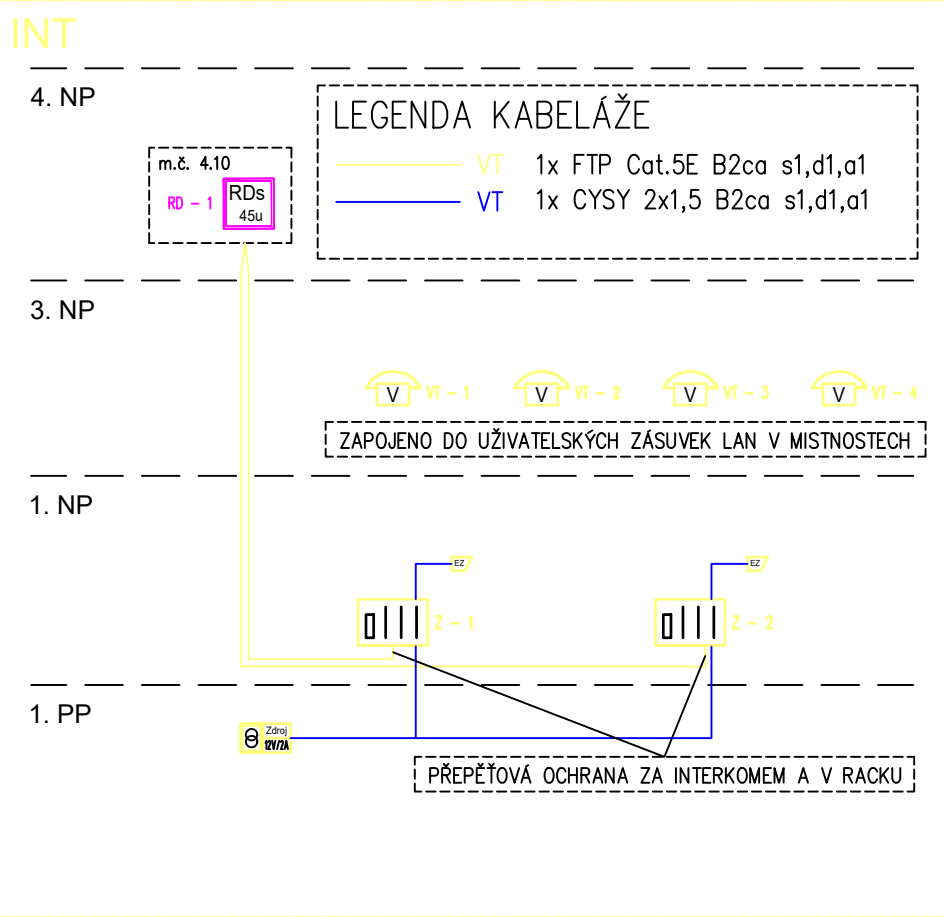 INT
4. NP
LEGENDA KABELÁŽE
VT 1x FTP Cat.5E B2ca s1,d1,a1
VT 1x CYSY 2x1,5 B2ca s1,d1,a1
m.č. 4.10
RD - 1
RDs
45u
3. NP
V VT - 1
V VT - 2
V VT - 3
V VT - 4
ZAPOJENO DO UŽIVATELSKÝCH ZÁSUVEK LAN V MISTNOSTECH
1. NP
EZ
EZ
Z - 1
Z - 2
1. PP
Zdroj
12V/2A
PŘEPĚŤOVÁ OCHRANA ZA INTERKOMEM A V RACKU